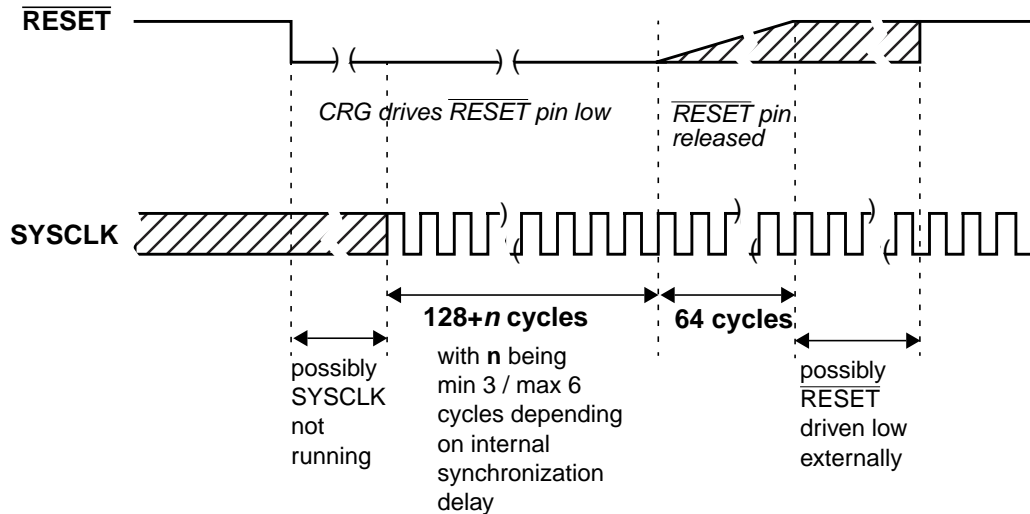 RESET
CRG drives RESET pin low
RESET pin
released
SYSCLK
128+n cycles
with n being
min 3 / max 6
cycles depending
on internal
synchronization
delay
64 cycles
possibly
SYSCLK
not
running
possibly
RESET
driven low
externally